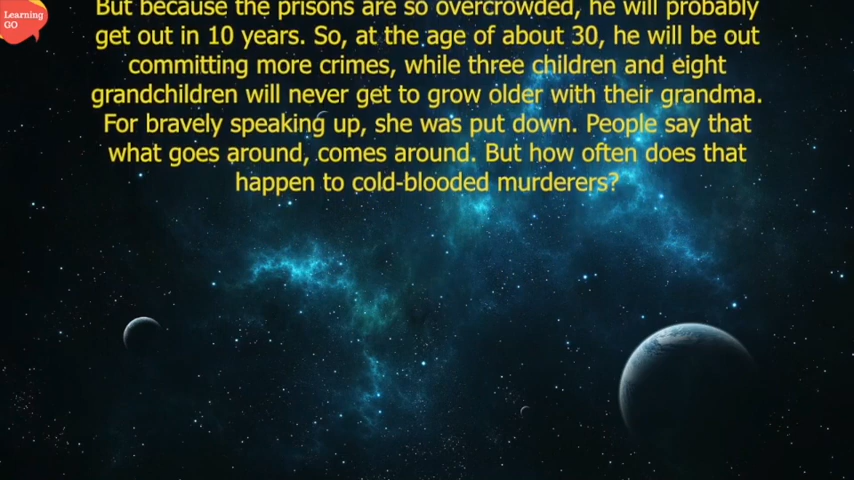 Learning
GO
But because the prisons are so overcrowded, he will probably
get out in 10 years. So, at the age of about 30, he will be out
committing more crimes, while three children and eight
grandchildren will never get to grow older with their grandma.
For bravely speaking up, she was put down. People say that
what goes around, comes around. But how often does that
happen to cold-blooded murderers?